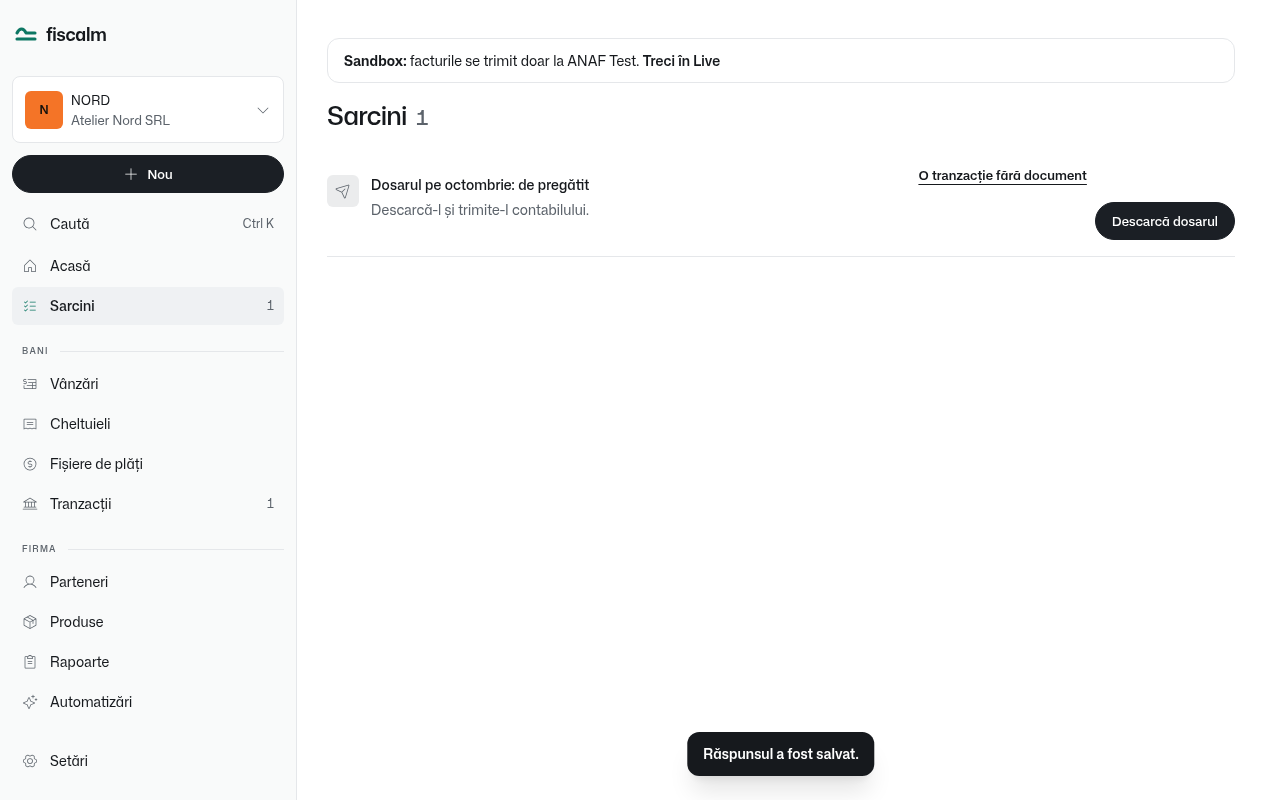 fiscalm
N
NORD
Atelier Nord SRL
Nou
Caută
Ctrl K
Acasă
Sarcini
1
BANI
Vânzări
Cheltuieli
Fișiere de plăți
Tranzacții
1
FIRMA
Parteneri
Produse
Rapoarte
Automatizări
Setări
Sandbox: facturile se trimit doar la ANAF Test. Treci în Live
Sarcini 1
Dosarul pe octombrie: de pregătit
Descarcă-l și trimite-l contabilului.
O tranzacție fără document
Descarcă dosarul
Răspunsul a fost salvat.